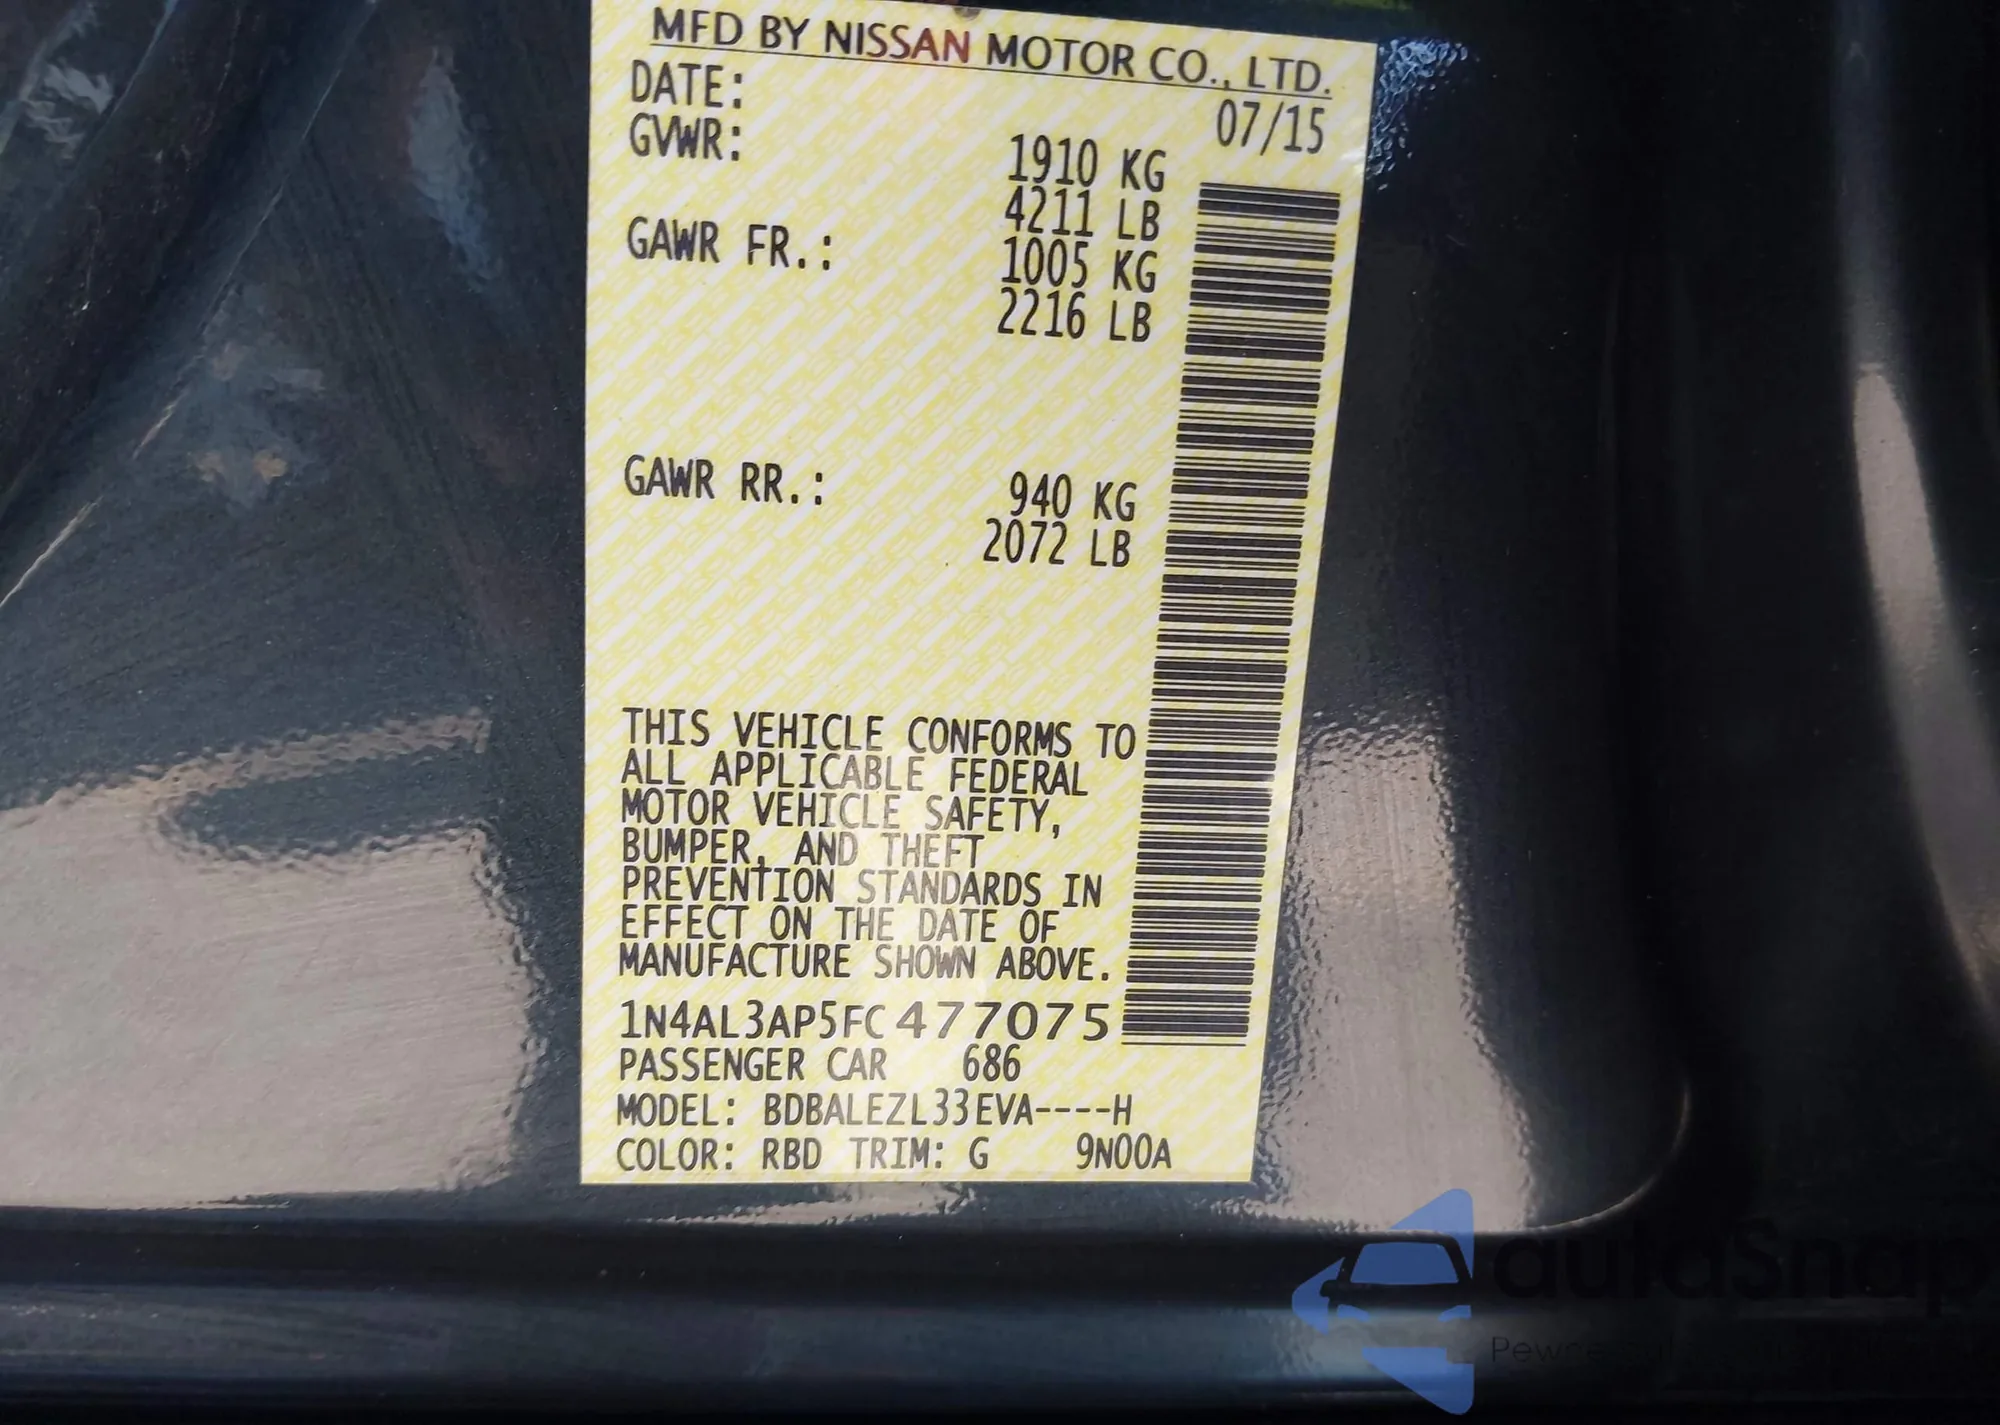 MFD BY NISSAN MOTOR CO., LTD.
DATE: 07/15
GVWR: 1910 KG
4211 LB
GAWR FR.: 1005 KG
2216 LB
GAWR RR.: 940 KG
2072 LB
THIS VEHICLE CONFORMS TO
ALL APPLICABLE FEDERAL
MOTOR VEHICLE SAFETY,
BUMPER, AND THEFT
PREVENTION STANDARDS IN
EFFECT ON THE DATE OF
MANUFACTURE SHOWN ABOVE.
1N4AL3AP5FC477075
PASSENGER CAR 686
MODEL: BDBALEZL33EVA----H
COLOR: RBD TRIM: G 9N00A
autoSnap